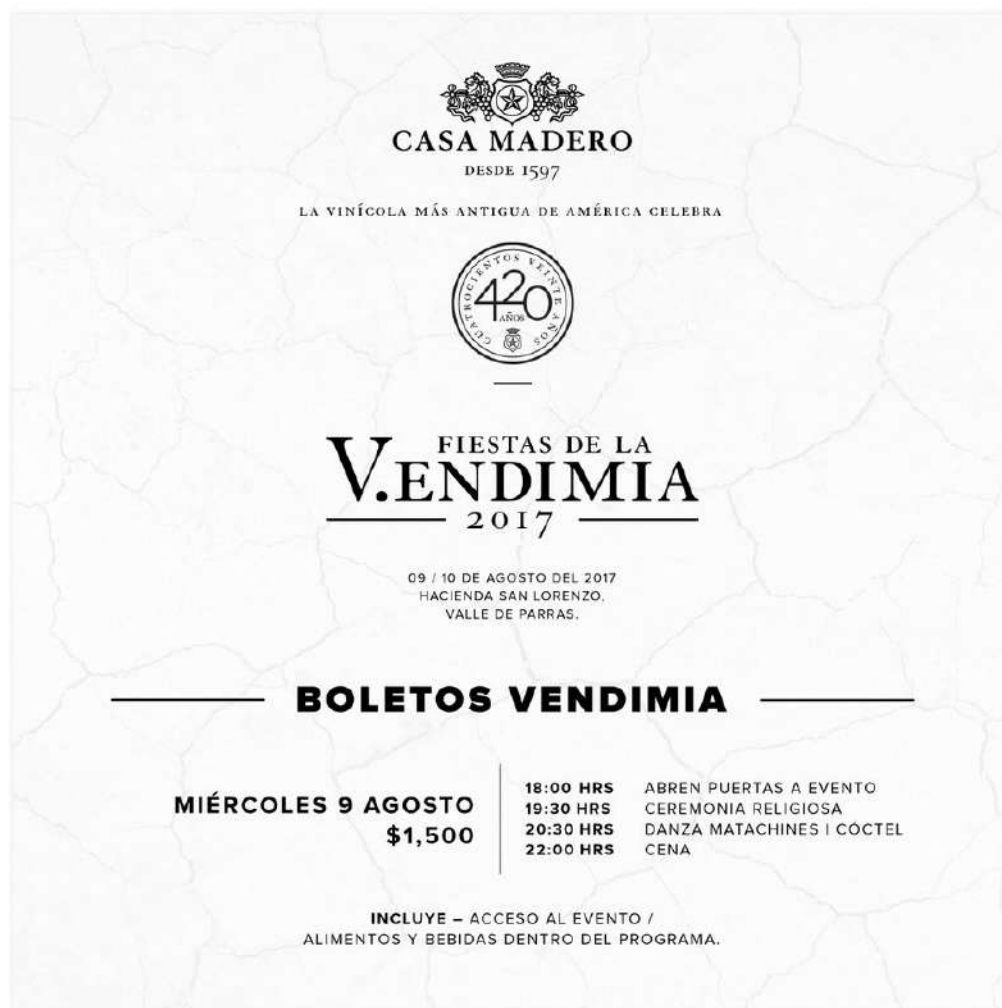 CASA MADERO
DESDE 1597
LA VINÍCOLA MÁS ANTIGUA DE AMÉRICA CELEBRA
CUATROCIENTOS VEINTE AÑOS
420
AÑOS
FIESTAS DE LA
V.ENDIMIA
2017
09 / 10 DE AGOSTO DEL 2017
HACIENDA SAN LORENZO,
VALLE DE PARRAS.
BOLETOS VENDIMIA
MIÉRCOLES 9 AGOSTO
$1,500
18:00 HRS ABREN PUERTAS A EVENTO
19:30 HRS CEREMONIA RELIGIOSA
20:30 HRS DANZA MATACHINES | CÓCTEL
22:00 HRS CENA
INCLUYE – ACCESO AL EVENTO /
ALIMENTOS Y BEBIDAS DENTRO DEL PROGRAMA.